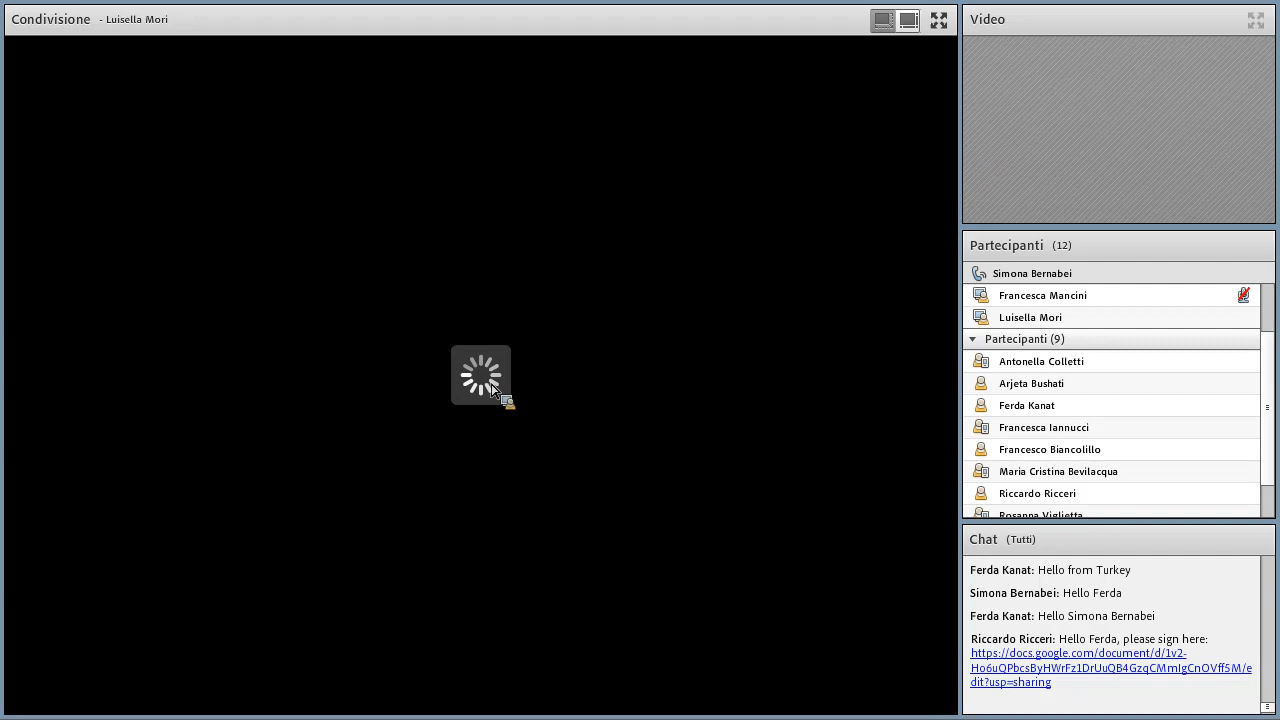 Condivisione - Luisella Mori
Video
Partecipanti (12)
Simona Bernabei
Francesca Mancini
Luisella Mori
Partecipanti (9)
Antonella Colletti
Arjeta Bushati
Ferda Kanat
Francesca Iannucci
Francesco Biancolillo
Maria Cristina Bevilacqua
Riccardo Ricceri
Rosanna Viglietta
Chat (Tutti)
Ferda Kanat: Hello from Turkey
Simona Bernabei: Hello Ferda
Ferda Kanat: Hello Simona Bernabei
Riccardo Ricceri: Hello Ferda, please sign here:
https://docs.google.com/document/d/1v2-
Ho6uQPbcsByHWrFz1DrUuQB4GzqCMmIgCnOVff5M/e
dit?usp=sharing